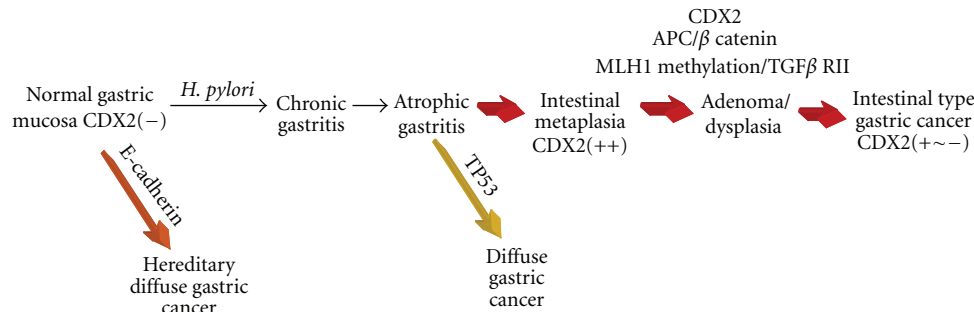 CDX2
APC/β catenin
MLH1 methylation/TGFβ RII
Normal gastric
mucosa CDX2(−)
H. pylori
Chronic
gastritis
Atrophic
gastritis
Intestinal
metaplasia
CDX2(++)
Adenoma/
dysplasia
Intestinal type
gastric cancer
CDX2(+∼−)
E-cadherin
TP53
Hereditary
diffuse gastric
cancer
Diffuse
gastric
cancer